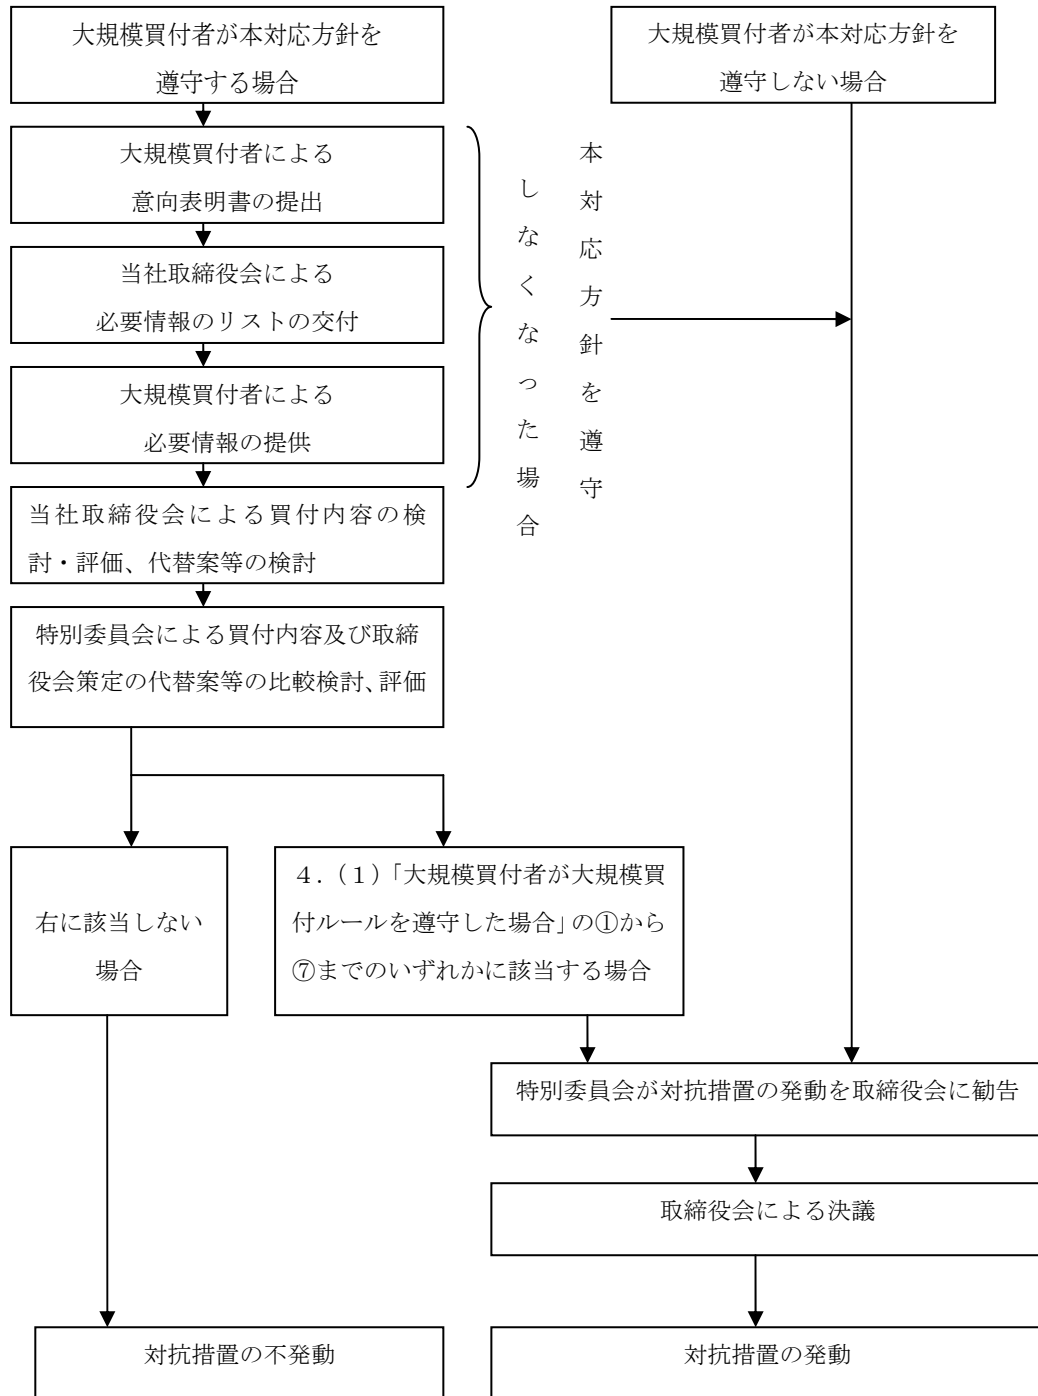 大規模買付者が本対応方針を
遵守する場合
大規模買付者が本対応方針を
遵守しない場合
大規模買付者による
意向表明書の提出
当社取締役会による
必要情報のリストの交付
大規模買付者による
必要情報の提供
本対応方針を遵守
しなくなった場合
当社取締役会による買付内容の検
討・評価、代替案等の検討
特別委員会による買付内容及び取締
役会策定の代替案等の比較検討、評価
右に該当しない
場合
４．（１）「大規模買付者が大規模買
付ルールを遵守した場合」の①から
⑦までのいずれかに該当する場合
特別委員会が対抗措置の発動を取締役会に勧告
取締役会による決議
対抗措置の不発動
対抗措置の発動